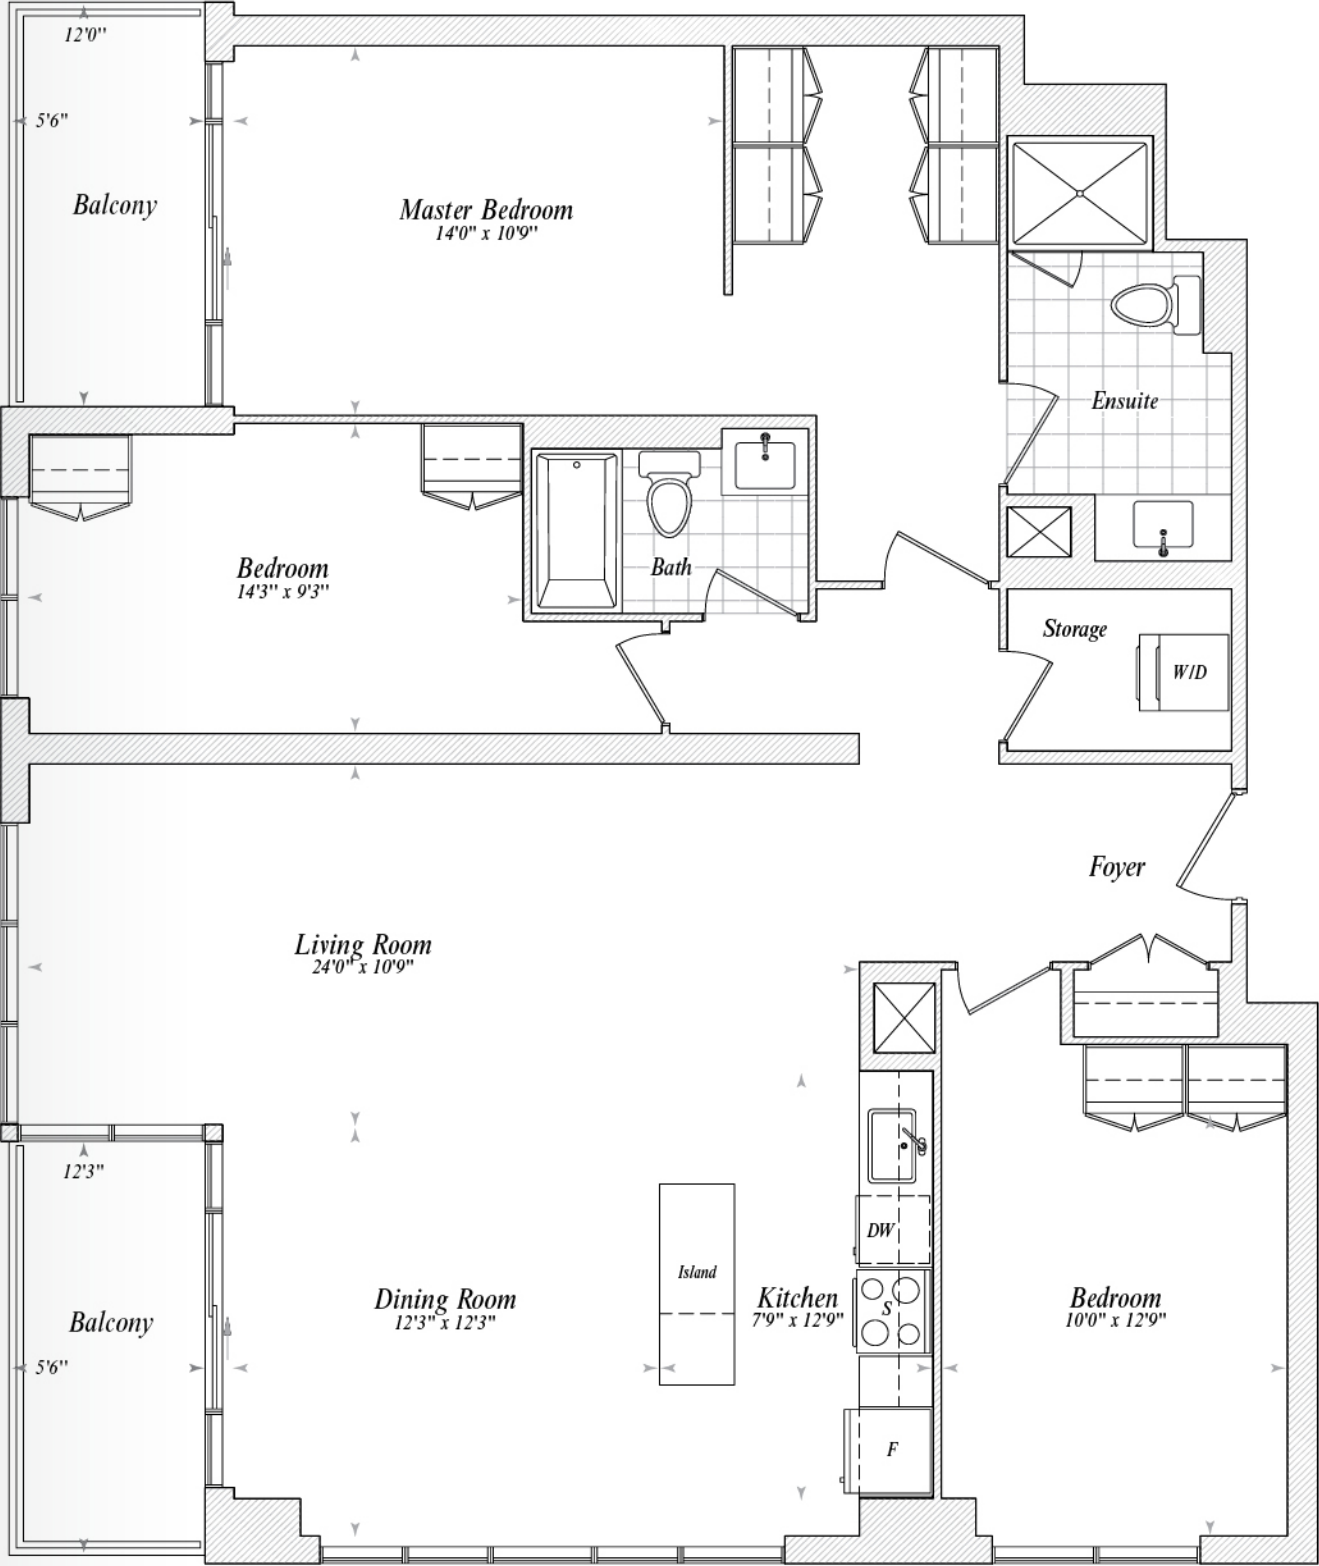 12'0"
5'6"
Balcony
Master Bedroom
14'0" x 10'9"
Ensuite
Bedroom
14'3" x 9'3"
Bath
Storage
W/D
Foyer
Living Room
24'0" x 10'9"
12'3"
DW
Island
Kitchen
7'9" x 12'9"
S
Dining Room
12'3" x 12'3"
Bedroom
10'0" x 12'9"
Balcony
5'6"
F